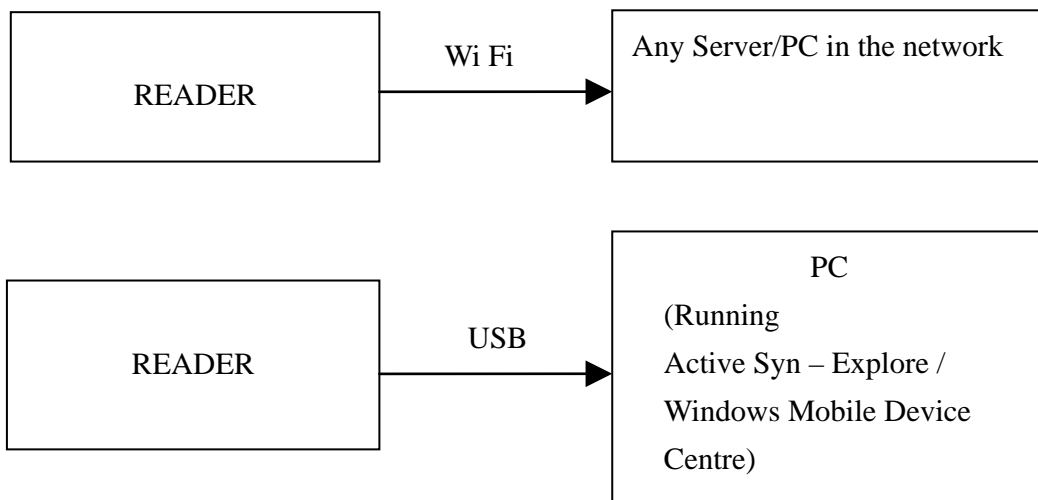 READER
Wi Fi
Any Server/PC in the network
READER
USB
PC
(Running
Active Syn – Explore /
Windows Mobile Device
Centre)